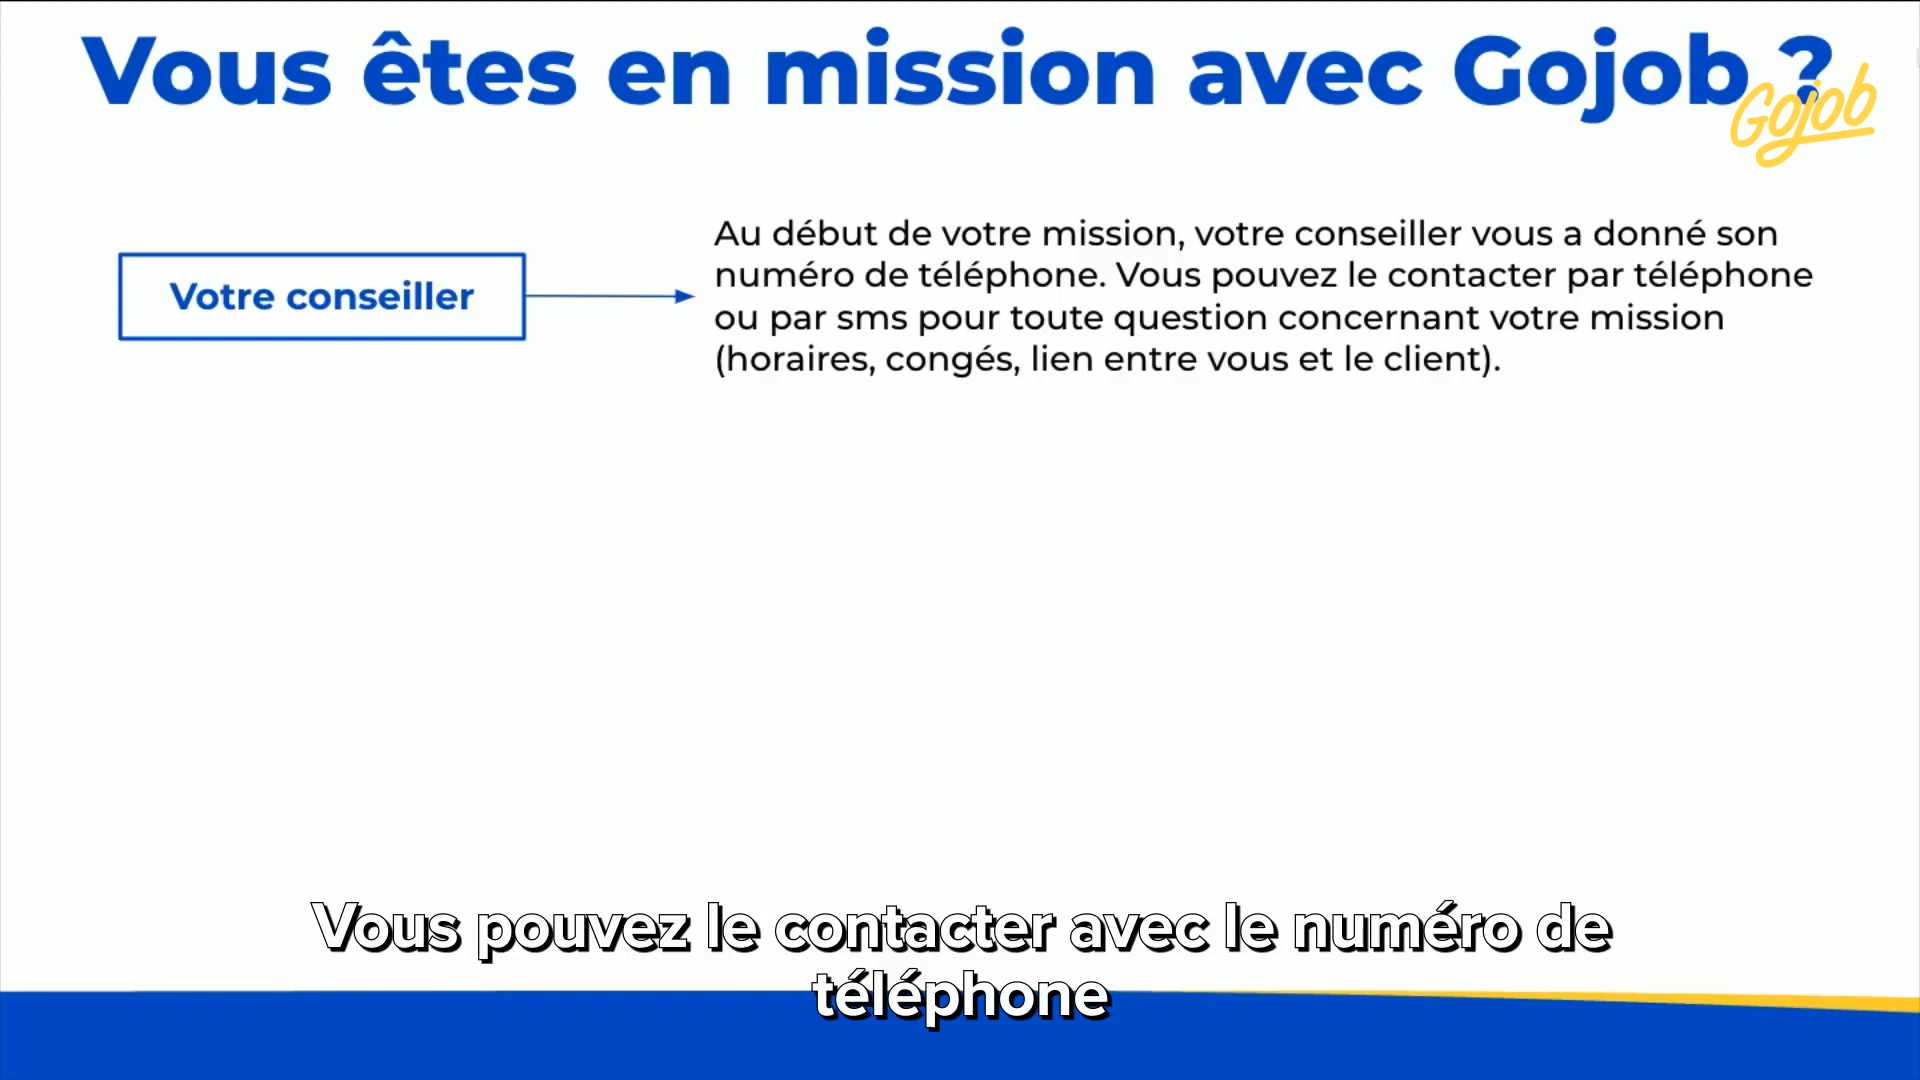 Vous êtes en mission avec Gojob ?
Gojob
Votre conseiller
Au début de votre mission, votre conseiller vous a donné son
numéro de téléphone. Vous pouvez le contacter par téléphone
ou par sms pour toute question concernant votre mission
(horaires, congés, lien entre vous et le client).
Vous pouvez le contacter avec le numéro de
téléphone